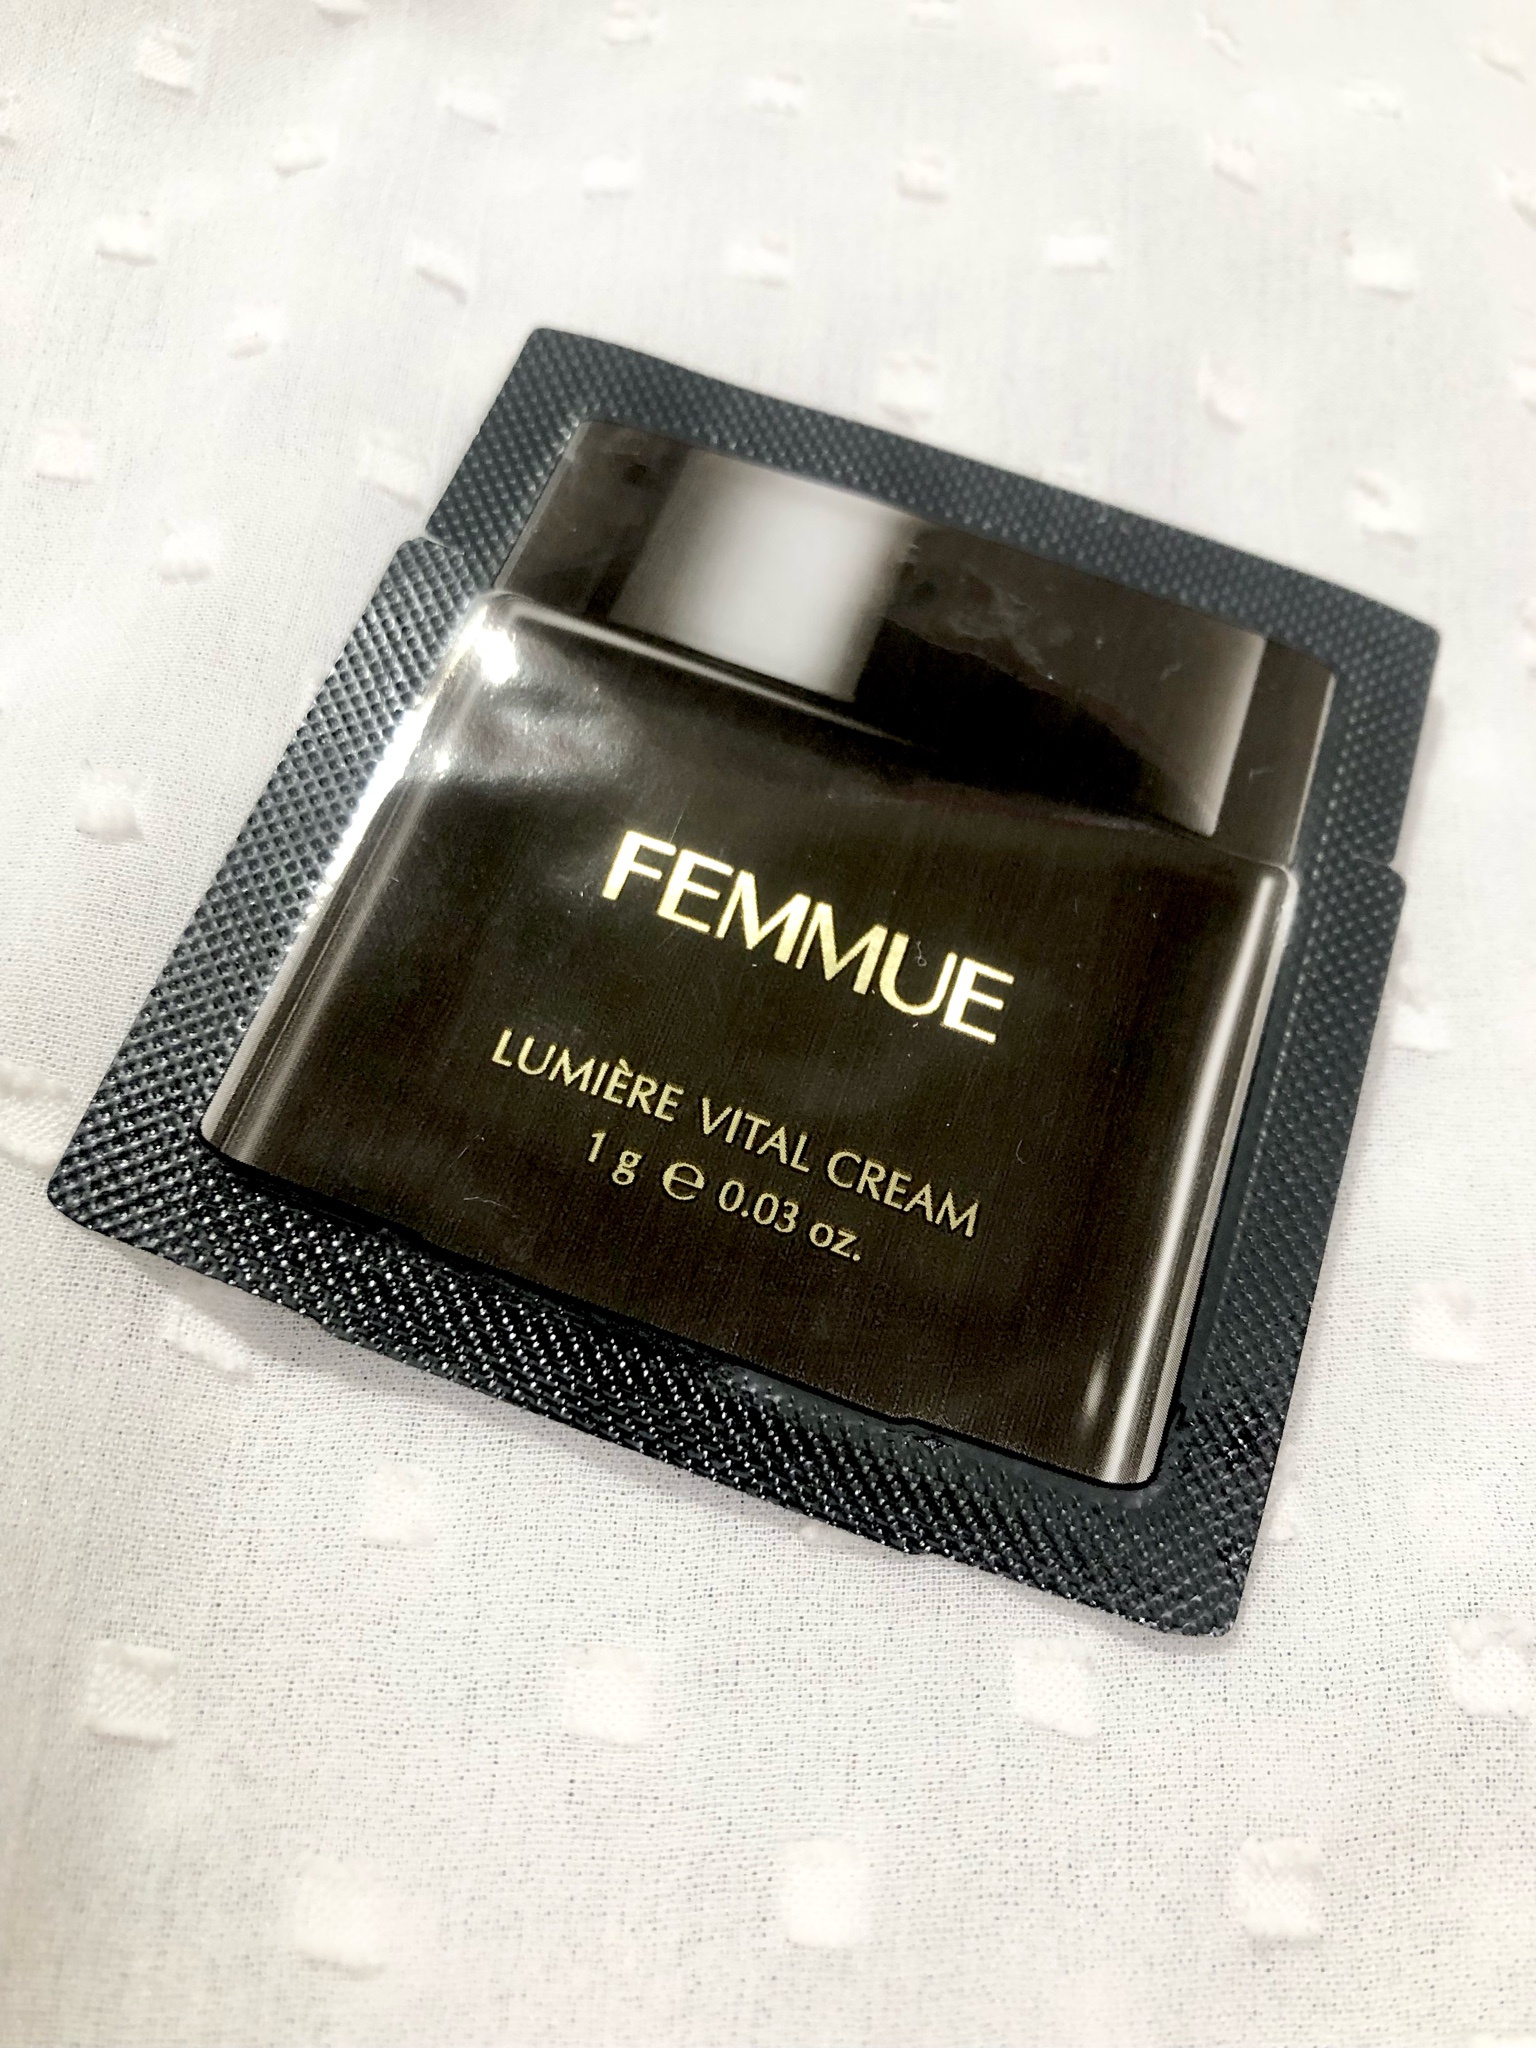 FEMMUE
LUMIÈRE VITAL CREAM
1 g ℮ 0.03 oz.